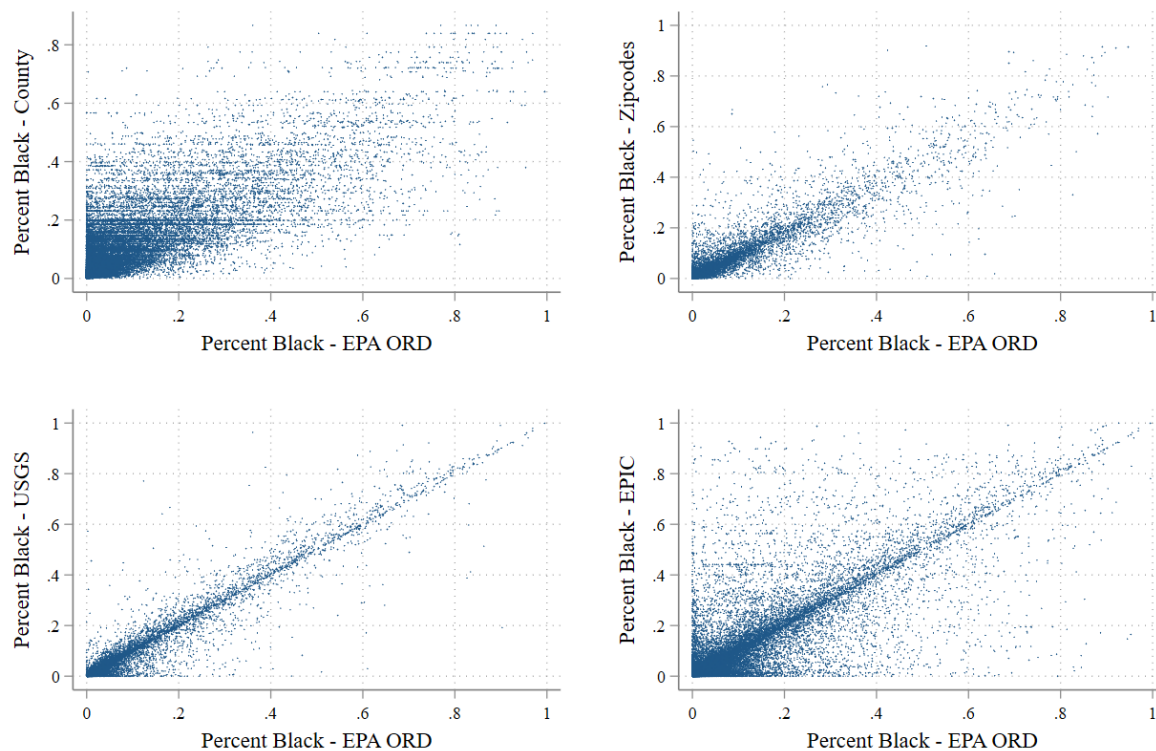 Percent Black - County
.8
.6
.4
.2
0
0 .2 .4 .6 .8 1
Percent Black - EPA ORD
Percent Black - Zipcodes
1
.8
.6
.4
.2
0
0 .2 .4 .6 .8 1
Percent Black - EPA ORD
Percent Black - USGS
1
.8
.6
.4
.2
0
0 .2 .4 .6 .8 1
Percent Black - EPA ORD
Percent Black - EPIC
1
.8
.6
.4
.2
0
0 .2 .4 .6 .8 1
Percent Black - EPA ORD